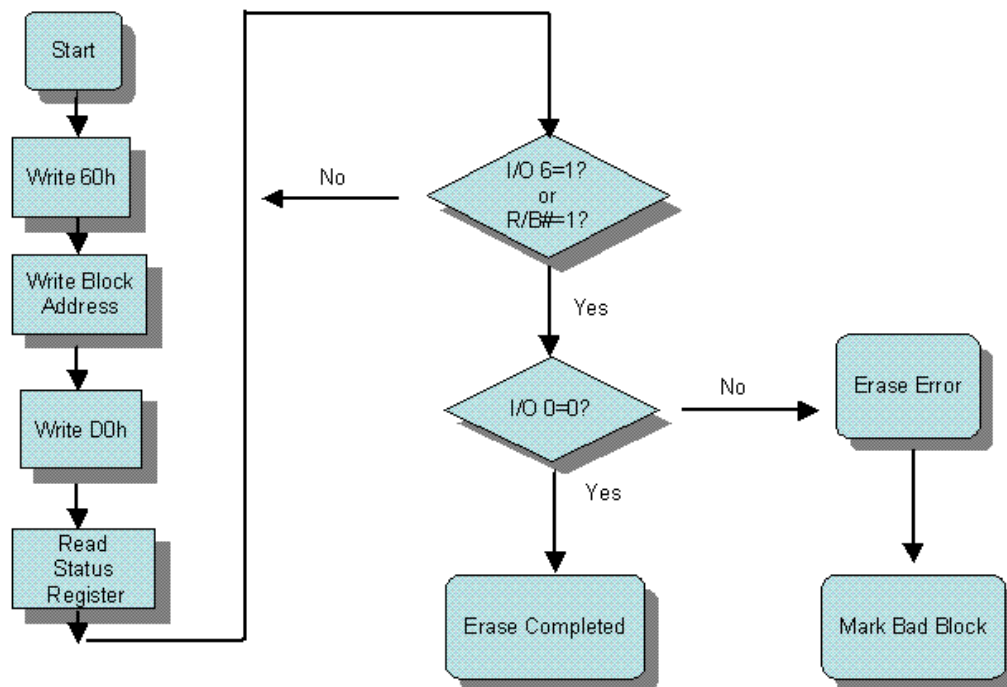 Start
Write 60h
Write Block
Address
Write D0h
Read
Status
Register
I/O 6=1?
or
R/B#=1?
No
Yes
I/O 0=0?
No
Yes
Erase Error
Erase Completed
Mark Bad Block